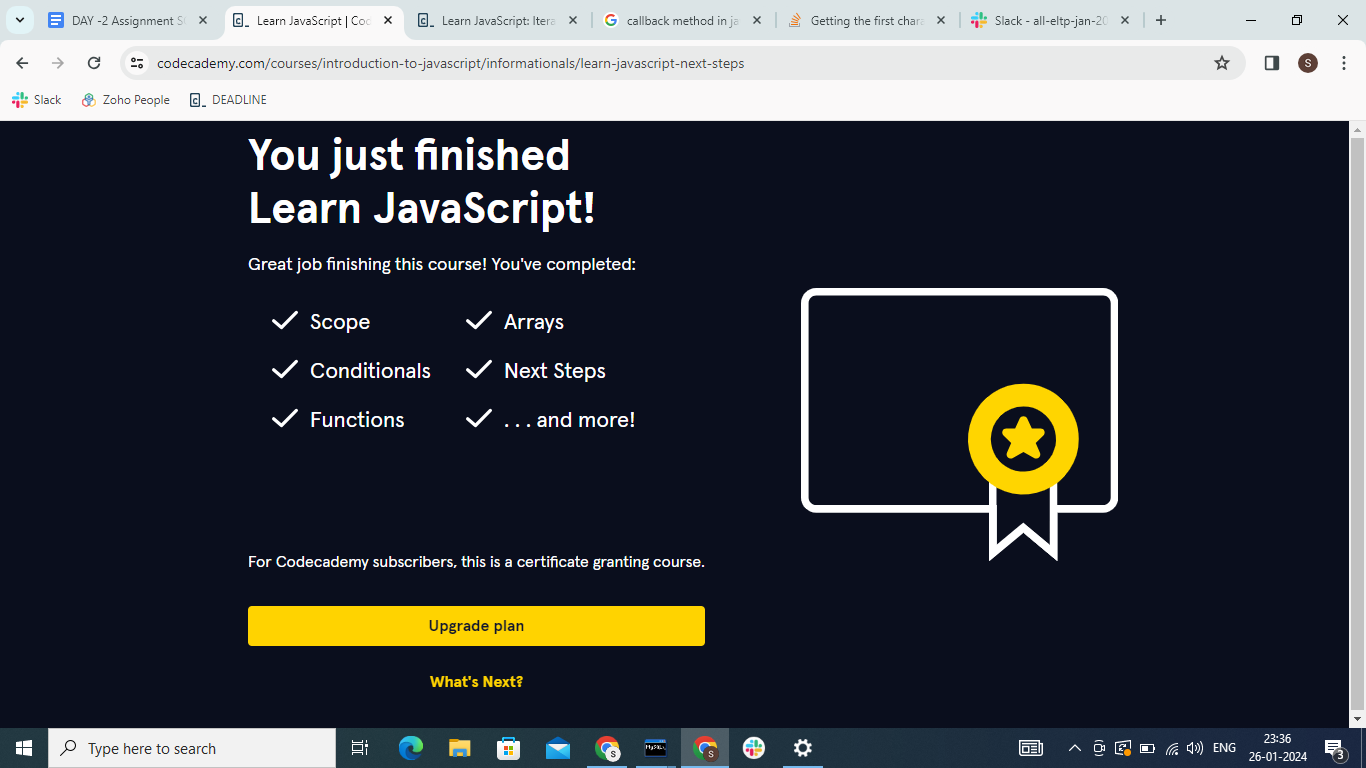 DAY -2 Assignment S
Learn JavaScript | Co
Learn JavaScript: Itera
callback method in ja
Getting the first chara
Slack - all-eltp-jan-20
codecademy.com/courses/introduction-to-javascript/informationals/learn-javascript-next-steps
S
Slack
Zoho People
DEADLINE
You just finished
Learn JavaScript!
Great job finishing this course! You've completed:
Scope
Arrays
Conditionals
Next Steps
Functions
. . . and more!
For Codecademy subscribers, this is a certificate granting course.
Upgrade plan
What's Next?
Type here to search
MySQL
S
S
ENG
23:36
26-01-2024
3